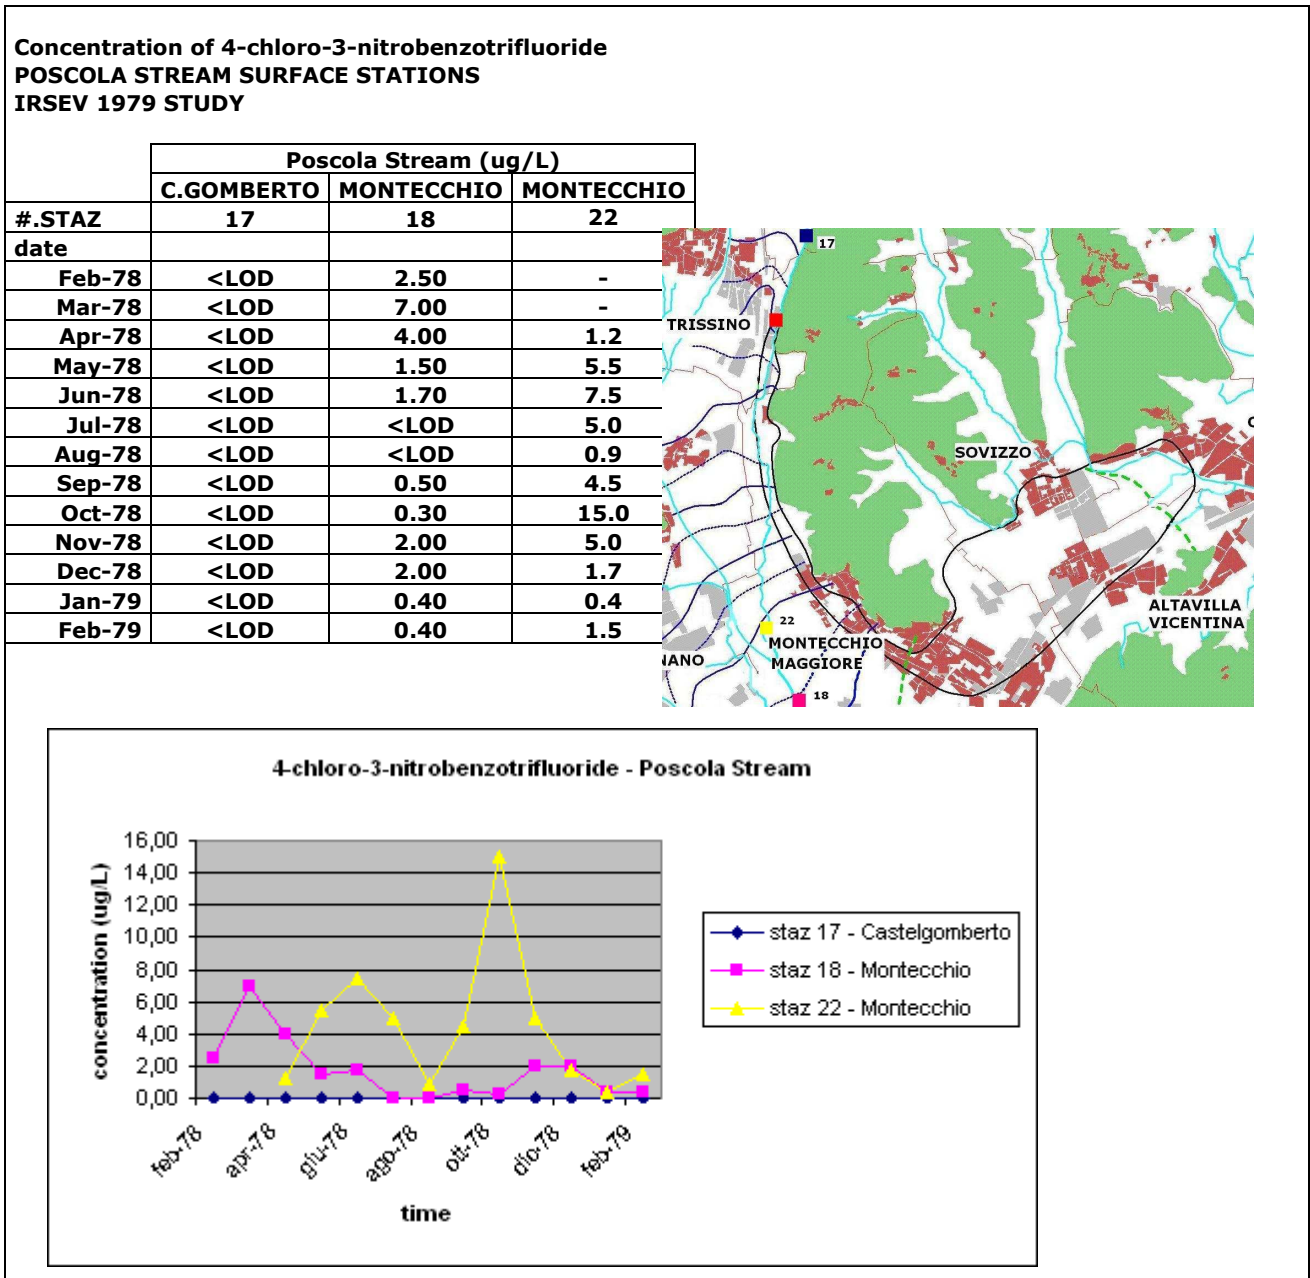 Concentration of 4-chloro-3-nitrobenzotrifluoride
POSCOLA STREAM SURFACE STATIONS
IRSEV 1979 STUDY
Poscola Stream (ug/L)
C.GOMBERTO MONTECCHIO MONTECCHIO
#.STAZ 17 18 22
date
Feb-78 <LOD 2.50 -
Mar-78 <LOD 7.00 -
Apr-78 <LOD 4.00 1.2
May-78 <LOD 1.50 5.5
Jun-78 <LOD 1.70 7.5
Jul-78 <LOD <LOD 5.0
Aug-78 <LOD <LOD 0.9
Sep-78 <LOD 0.50 4.5
Oct-78 <LOD 0.30 15.0
Nov-78 <LOD 2.00 5.0
Dec-78 <LOD 2.00 1.7
Jan-79 <LOD 0.40 0.4
Feb-79 <LOD 0.40 1.5
17
TRISSINO
SOVIZZO
ALTAVILLA
VICENTINA
22
MONTECCHIO
MAGGIORE
NANO
18
4-chloro-3-nitrobenzotrifluoride - Poscola Stream
concentration (ug/L)
16,00
14,00
12,00
10,00
8,00
6,00
4,00
2,00
0,00
feb-78 apr-78 giu-78 ago-78 ott-78 dic-78 feb-79
time
staz 17 - Castelgomberto
staz 18 - Montecchio
staz 22 - Montecchio